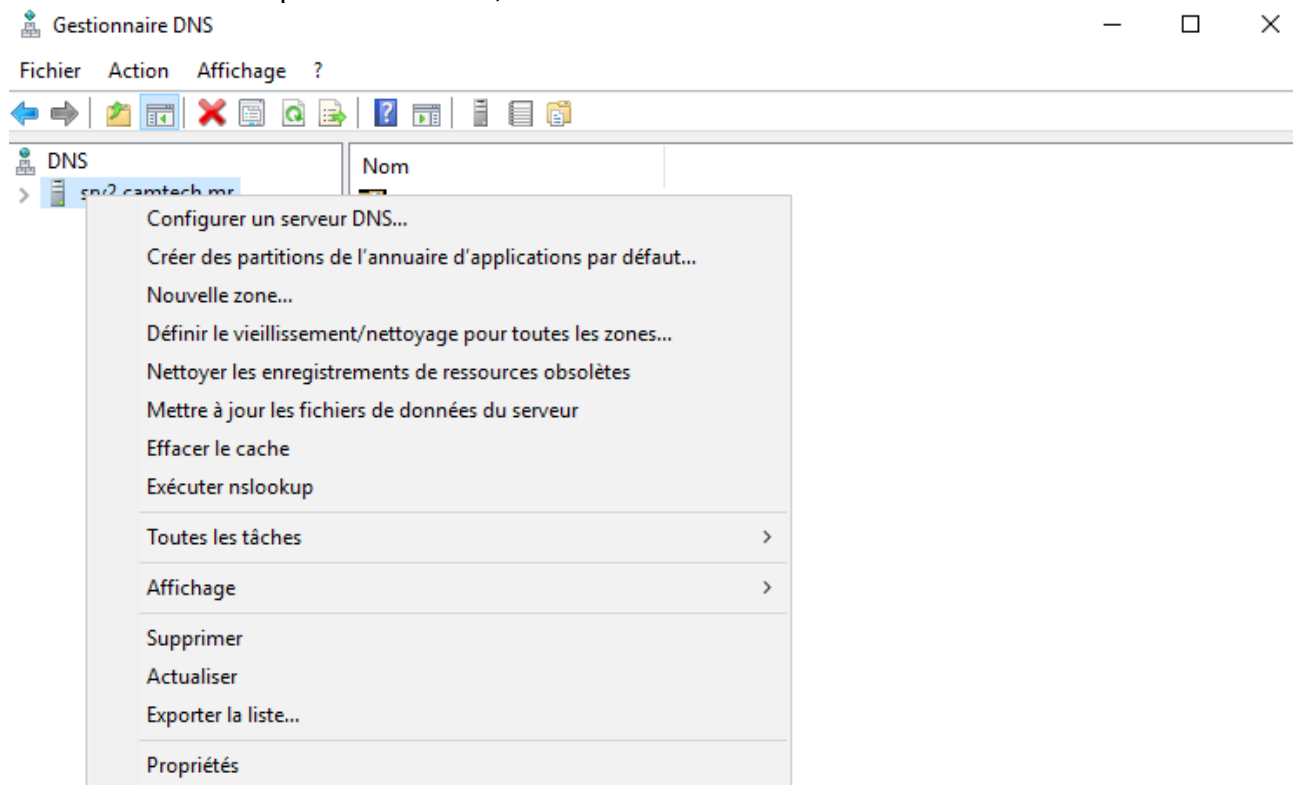 Gestionnaire DNS
Fichier Action Affichage ?
DNS
Nom
srv2.camtech.mr
Configurer un serveur DNS...
Créer des partitions de l'annuaire d'applications par défaut...
Nouvelle zone...
Définir le vieillissement/nettoyage pour toutes les zones...
Nettoyer les enregistrements de ressources obsolètes
Mettre à jour les fichiers de données du serveur
Effacer le cache
Exécuter nslookup
Toutes les tâches
Affichage
Supprimer
Actualiser
Exporter la liste...
Propriétés